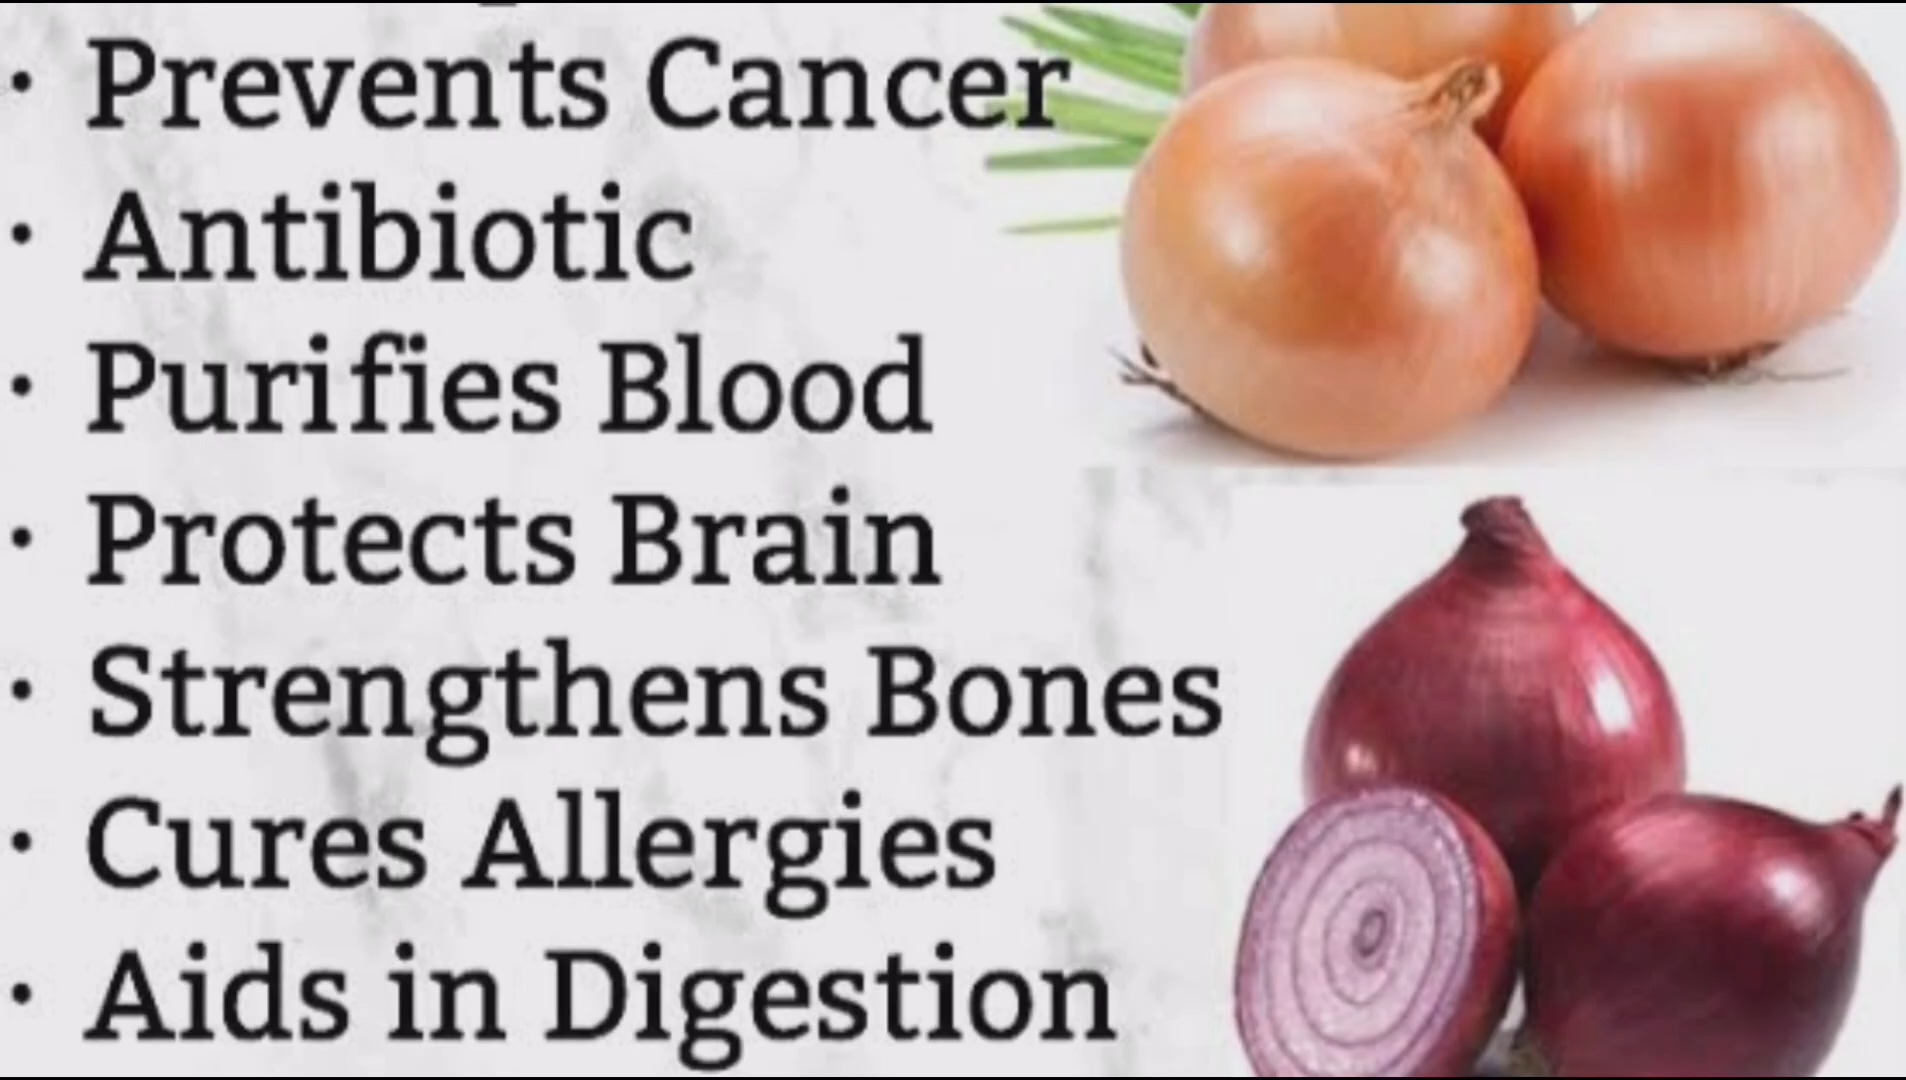 · Prevents Cancer
· Antibiotic
· Purifies Blood
· Protects Brain
· Strengthens Bones
· Cures Allergies
· Aids in Digestion